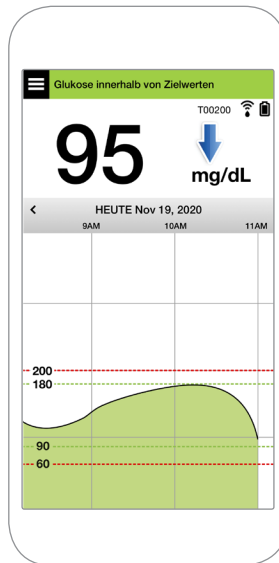 Glukose innerhalb von Zielwerten
T00200
95
mg/dL
< HEUTE Nov 19, 2020
9AM 10AM 11AM
200
180
90
60